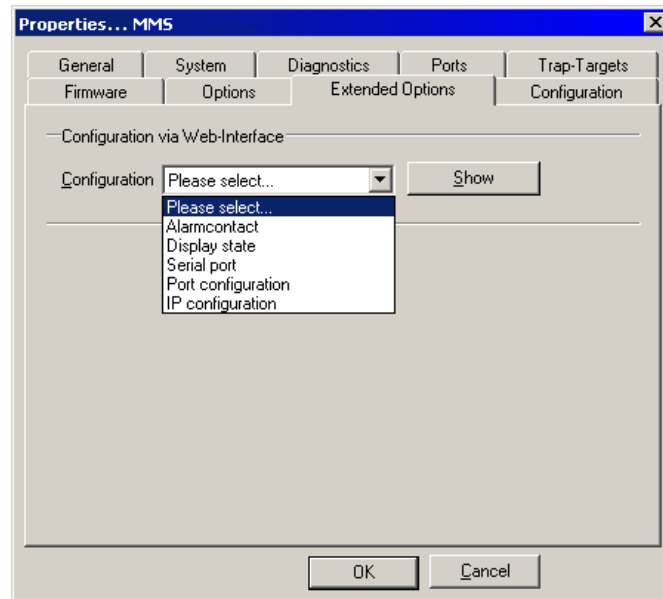 Properties... MMS
General System Diagnostics Ports Trap-Targets
Firmware Options Extended Options Configuration
Configuration via Web-Interface
Configuration Please select... Show
Please select...
Alarmcontact
Display state
Serial port
Port configuration
IP configuration
OK Cancel